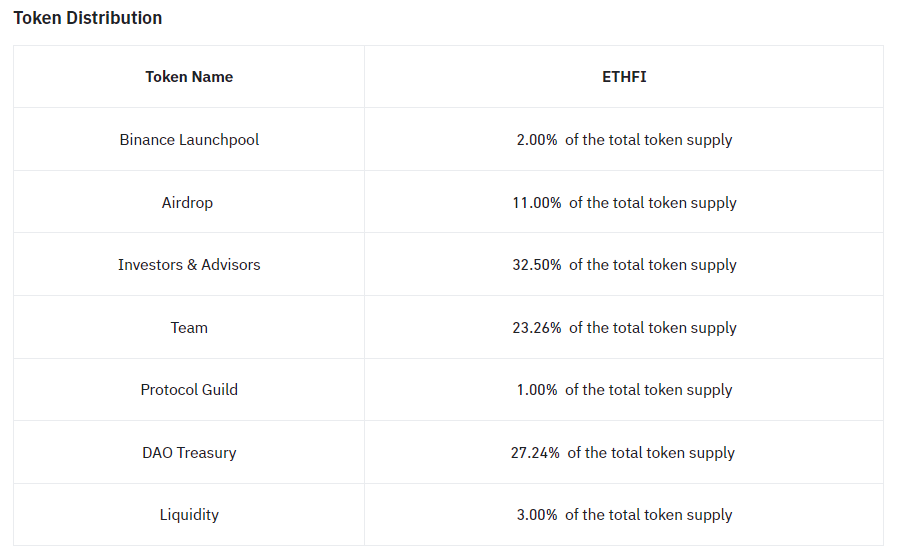 Token Distribution
Token Name ETHFI
Binance Launchpool 2.00% of the total token supply
Airdrop 11.00% of the total token supply
Investors & Advisors 32.50% of the total token supply
Team 23.26% of the total token supply
Protocol Guild 1.00% of the total token supply
DAO Treasury 27.24% of the total token supply
Liquidity 3.00% of the total token supply